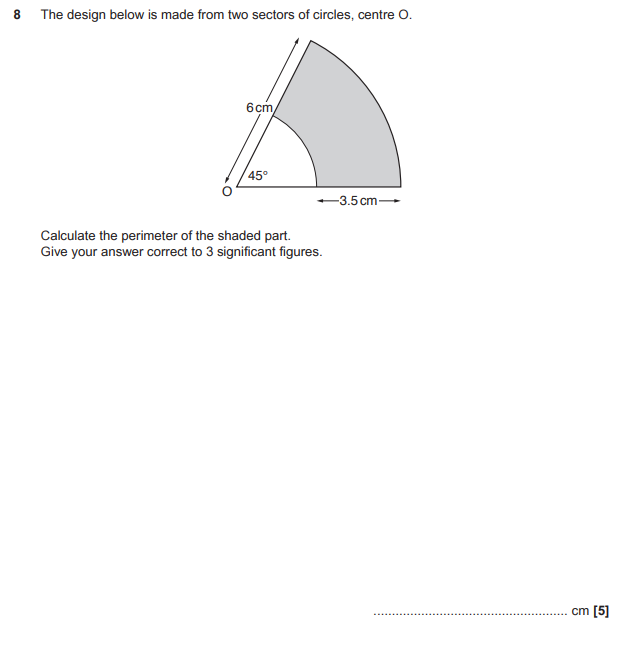 8 The design below is made from two sectors of circles, centre O.
6 cm
45°
O
3.5 cm
Calculate the perimeter of the shaded part.
Give your answer correct to 3 significant figures.
.................................................... cm [5]